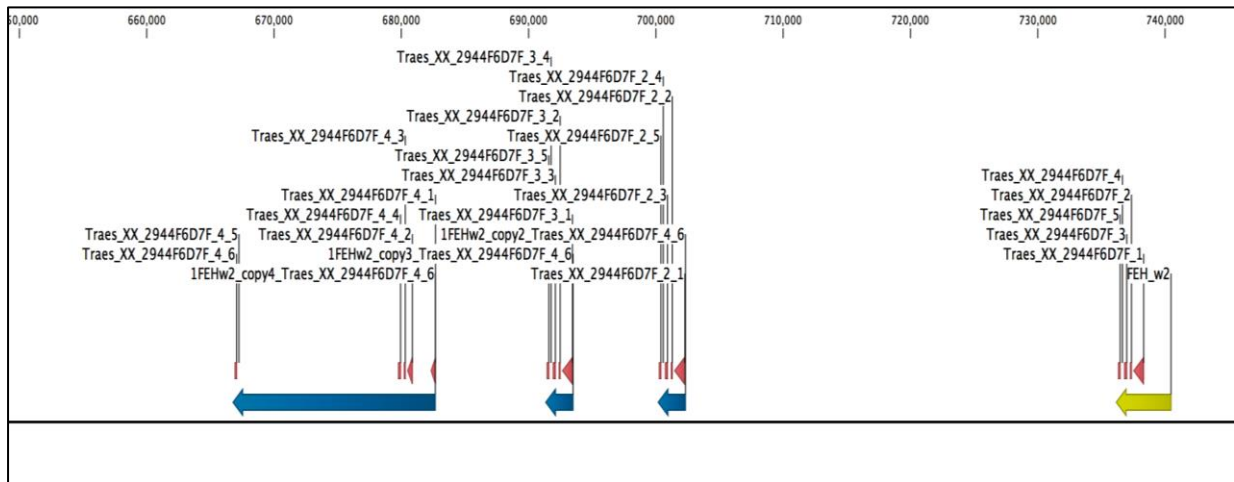 50,000 660,000 670,000 680,000 690,000 700,000 710,000 720,000 730,000 740,000
Traes_XX_2944F6D7F_3_4
Traes_XX_2944F6D7F_2_4
Traes_XX_2944F6D7F_2_2
Traes_XX_2944F6D7F_3_2
Traes_XX_2944F6D7F_4_3 Traes_XX_2944F6D7F_2_5
Traes_XX_2944F6D7F_3_5
Traes_XX_2944F6D7F_3_3 Traes_XX_2944F6D7F_4
Traes_XX_2944F6D7F_4_1 Traes_XX_2944F6D7F_2_3 Traes_XX_2944F6D7F_2
Traes_XX_2944F6D7F_4_4 Traes_XX_2944F6D7F_3_1 Traes_XX_2944F6D7F_5
Traes_XX_2944F6D7F_4_5 Traes_XX_2944F6D7F_4_2 1FEHw2_copy2_Traes_XX_2944F6D7F_4_6 Traes_XX_2944F6D7F_3
Traes_XX_2944F6D7F_4_6 1FEHw2_copy3_Traes_XX_2944F6D7F_4_6 Traes_XX_2944F6D7F_1
1FEHw2_copy4_Traes_XX_2944F6D7F_4_6 Traes_XX_2944F6D7F_2_1 FEH_w2